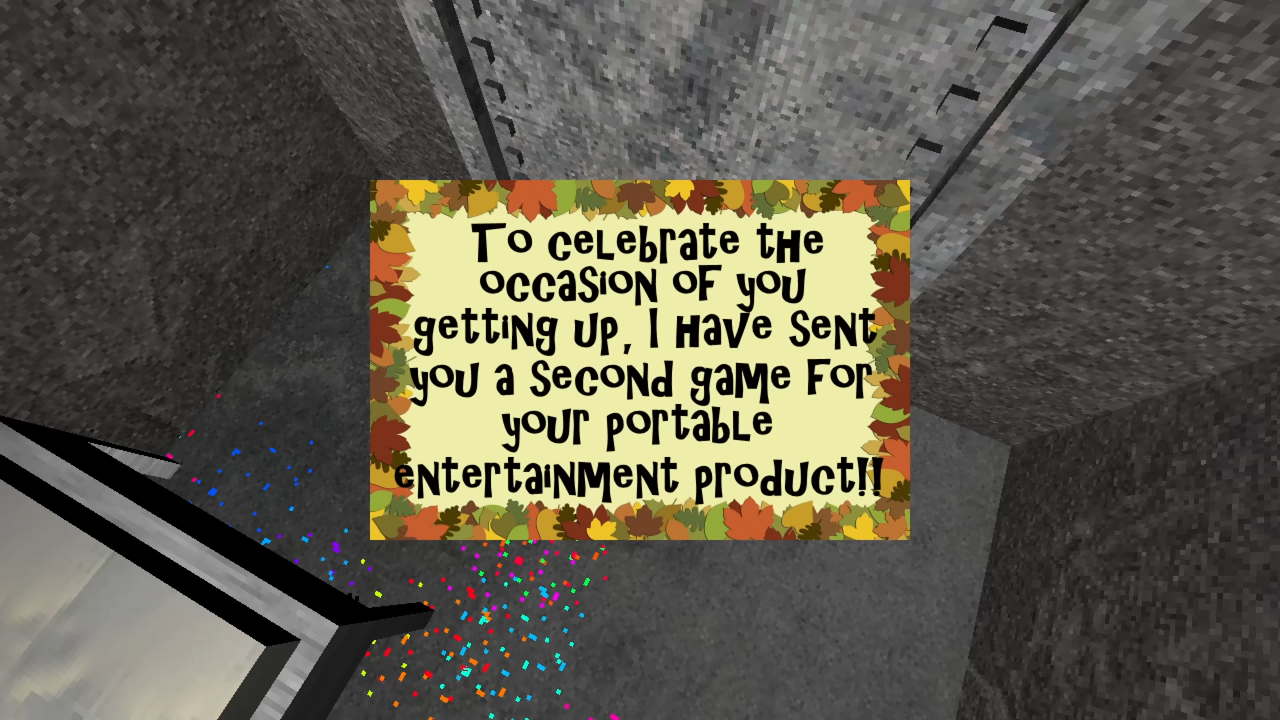 To celebrate the
occasion of you
getting up, I have sent
you a second game for
your portable
entertainment product!!